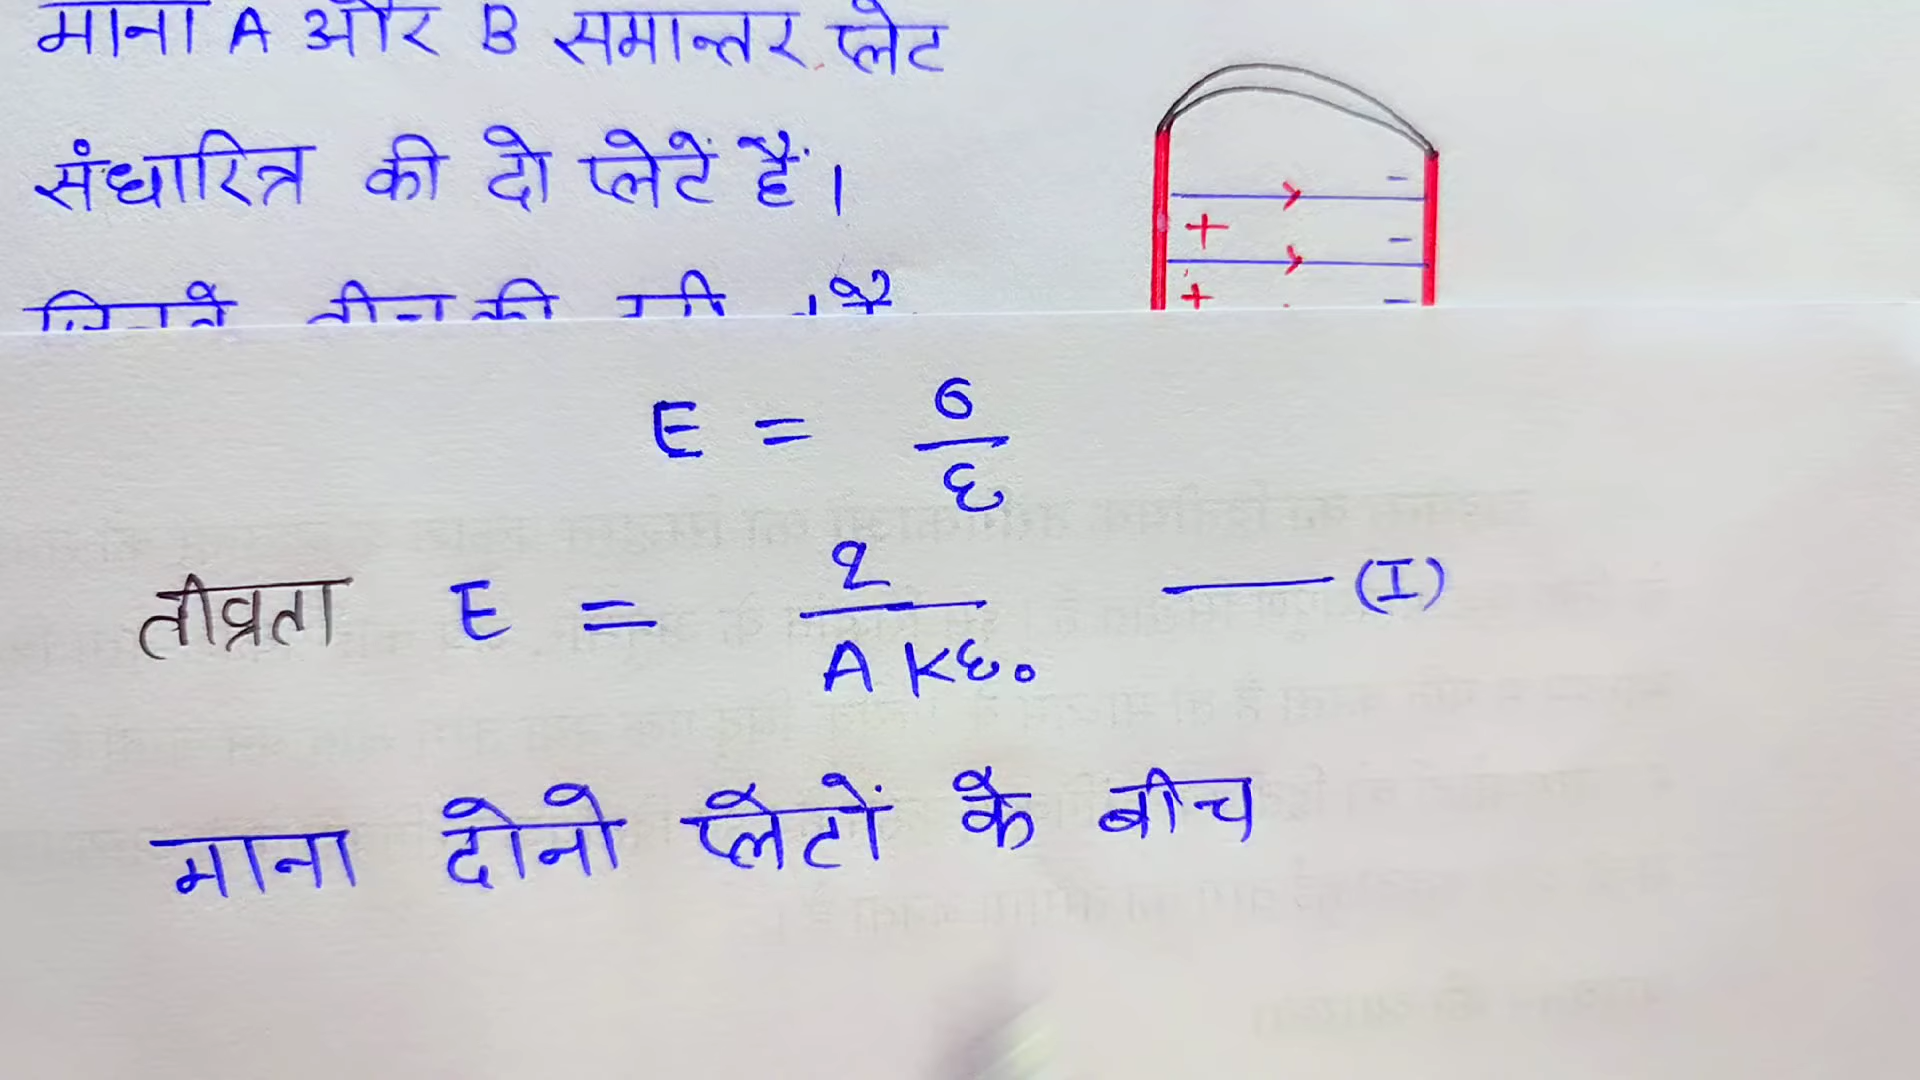 माना A और B समान्तर प्लेट
संधारित्र की दो प्लेटें हैं।
+ -
+ -
-
E = σ/ε
तीव्रता E = q/AKε₀ — (I)
माना दोनो प्लेटों के बीच